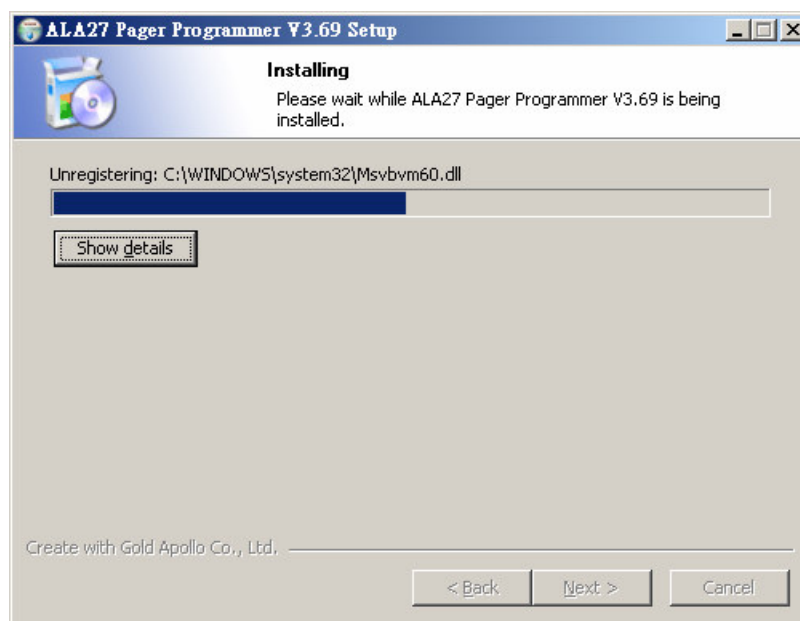 ALA27 Pager Programmer V3.69 Setup
Installing
Please wait while ALA27 Pager Programmer V3.69 is being
installed.
Unregistering: C:\WINDOWS\system32\Msvbvm60.dll
Show details
Create with Gold Apollo Co., Ltd.
< Back Next > Cancel